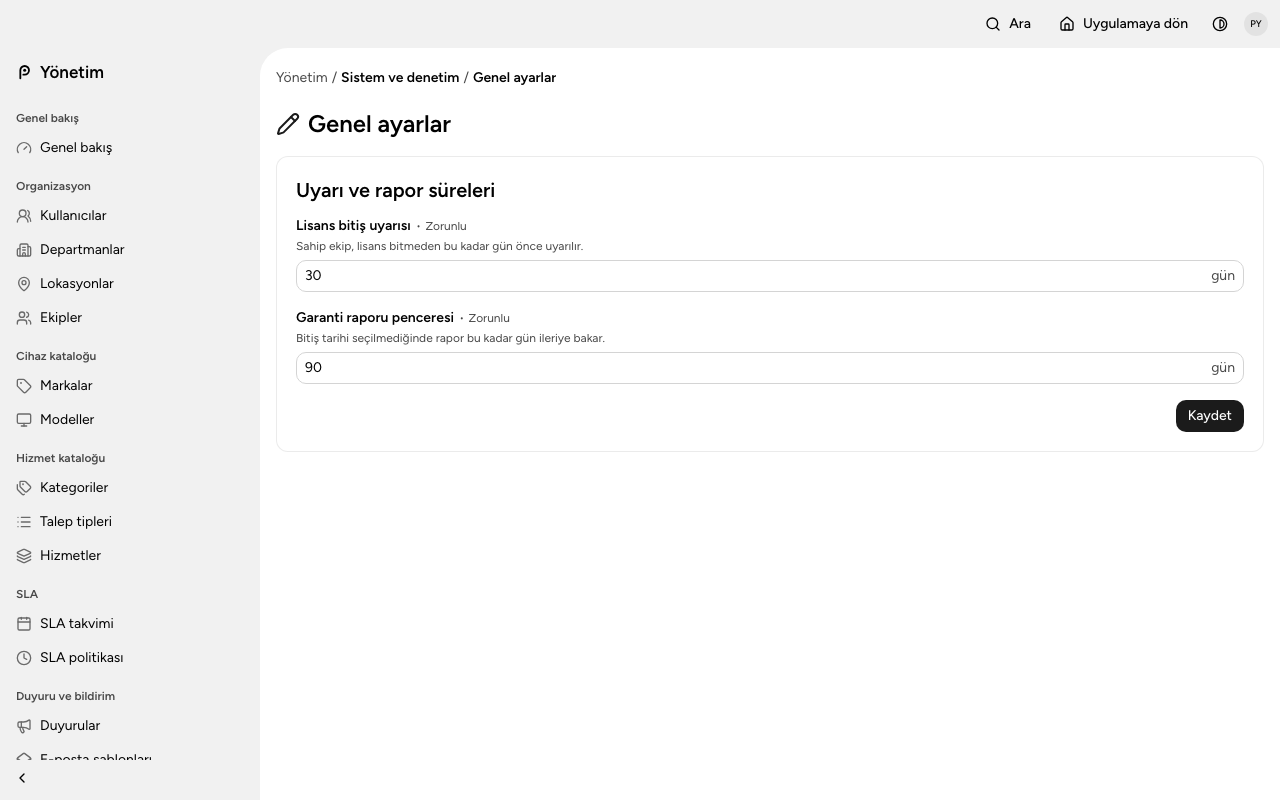 Ara
Uygulamaya dön
PY
Yönetim
Genel bakış
Genel bakış
Organizasyon
Kullanıcılar
Departmanlar
Lokasyonlar
Ekipler
Cihaz kataloğu
Markalar
Modeller
Hizmet kataloğu
Kategoriler
Talep tipleri
Hizmetler
SLA
SLA takvimi
SLA politikası
Duyuru ve bildirim
Duyurular
E-posta şablonları
Yönetim / Sistem ve denetim / Genel ayarlar
Genel ayarlar
Uyarı ve rapor süreleri
Lisans bitiş uyarısı • Zorunlu
Sahip ekip, lisans bitmeden bu kadar gün önce uyarılır.
30 gün
Garanti raporu penceresi • Zorunlu
Bitiş tarihi seçilmediğinde rapor bu kadar gün ileriye bakar.
90 gün
Kaydet